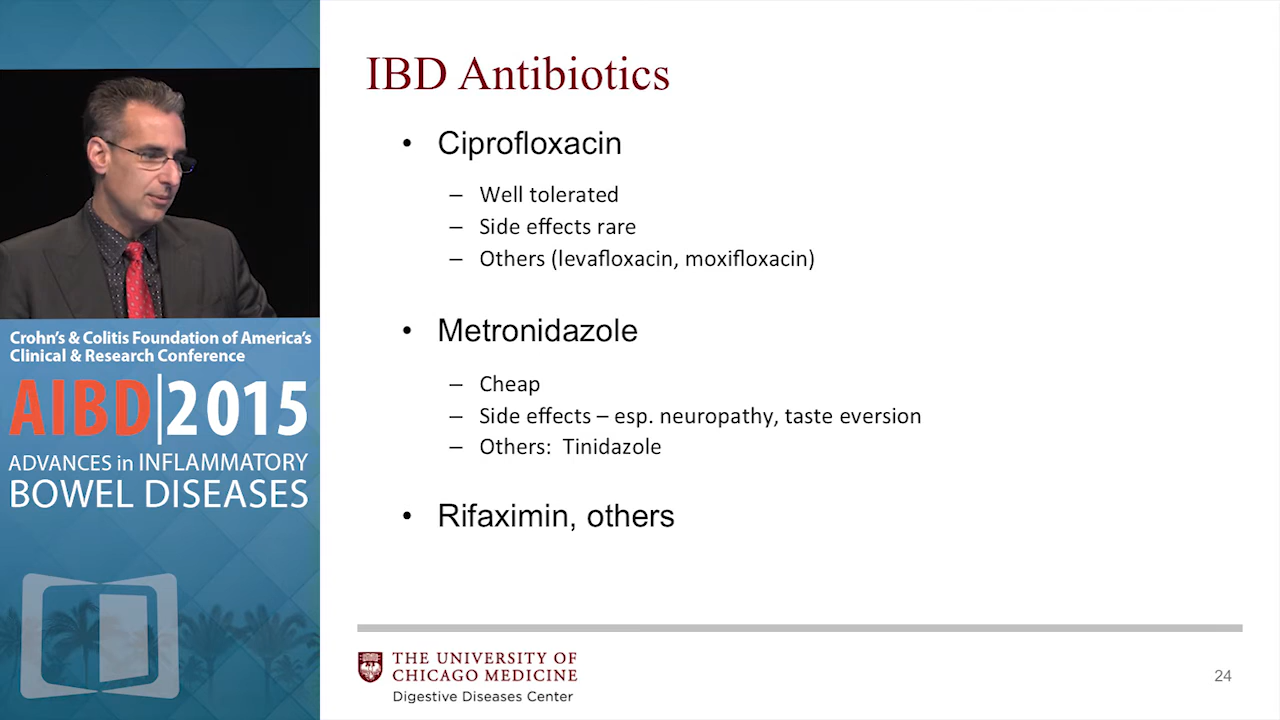 Crohn's & Colitis Foundation of America's
Clinical & Research Conference
AIBD|2015
ADVANCES in INFLAMMATORY
BOWEL DISEASES
IBD Antibiotics
• Ciprofloxacin
– Well tolerated
– Side effects rare
– Others (levafloxacin, moxifloxacin)
• Metronidazole
– Cheap
– Side effects – esp. neuropathy, taste eversion
– Others: Tinidazole
• Rifaximin, others
THE UNIVERSITY OF
CHICAGO MEDICINE
Digestive Diseases Center
24